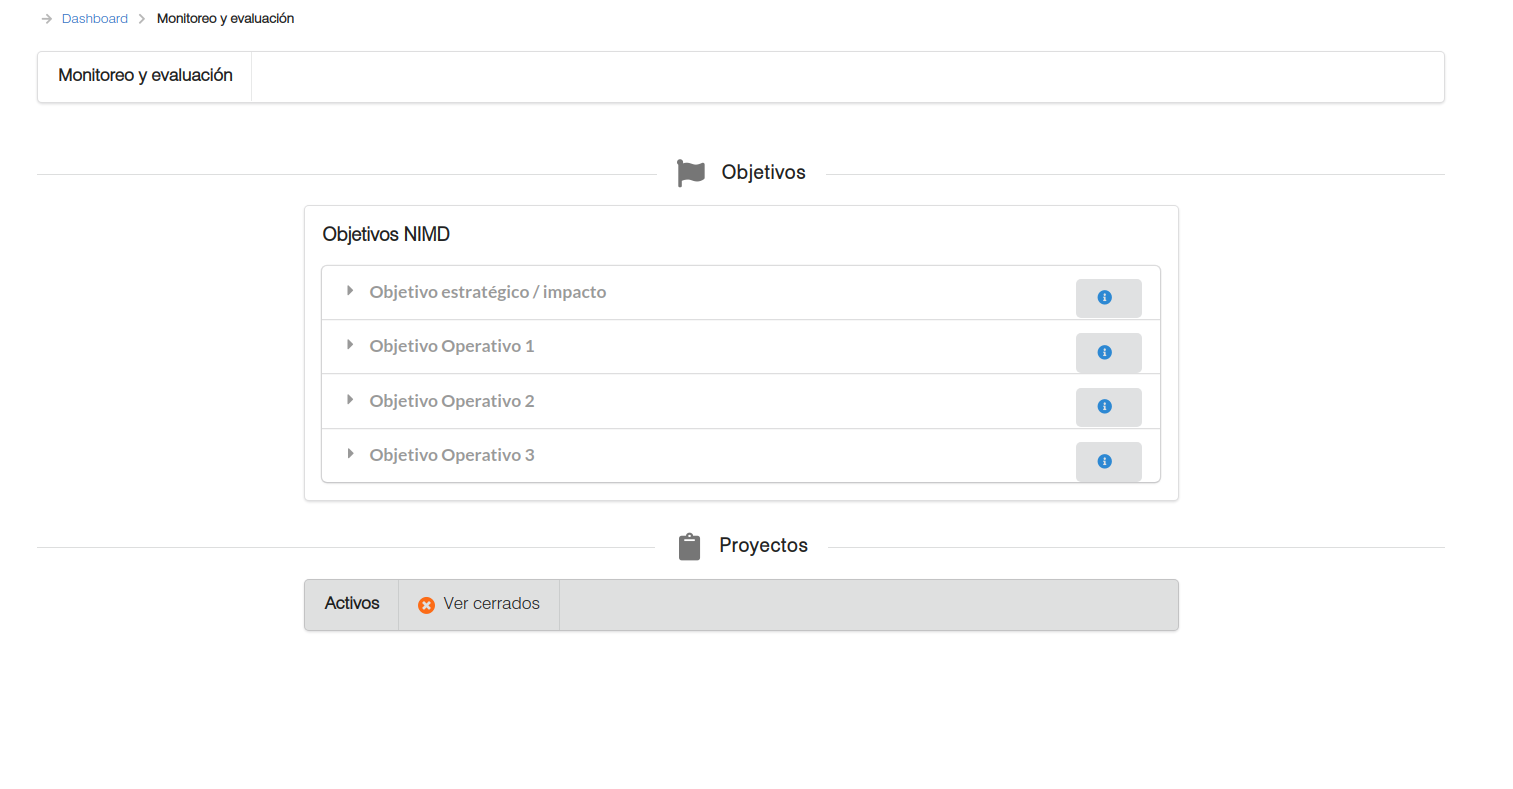 Dashboard Monitoreo y evaluación
Monitoreo y evaluación
Objetivos
Objetivos NIMD
Objetivo estratégico / impacto
Objetivo Operativo 1
Objetivo Operativo 2
Objetivo Operativo 3
Proyectos
Activos Ver cerrados